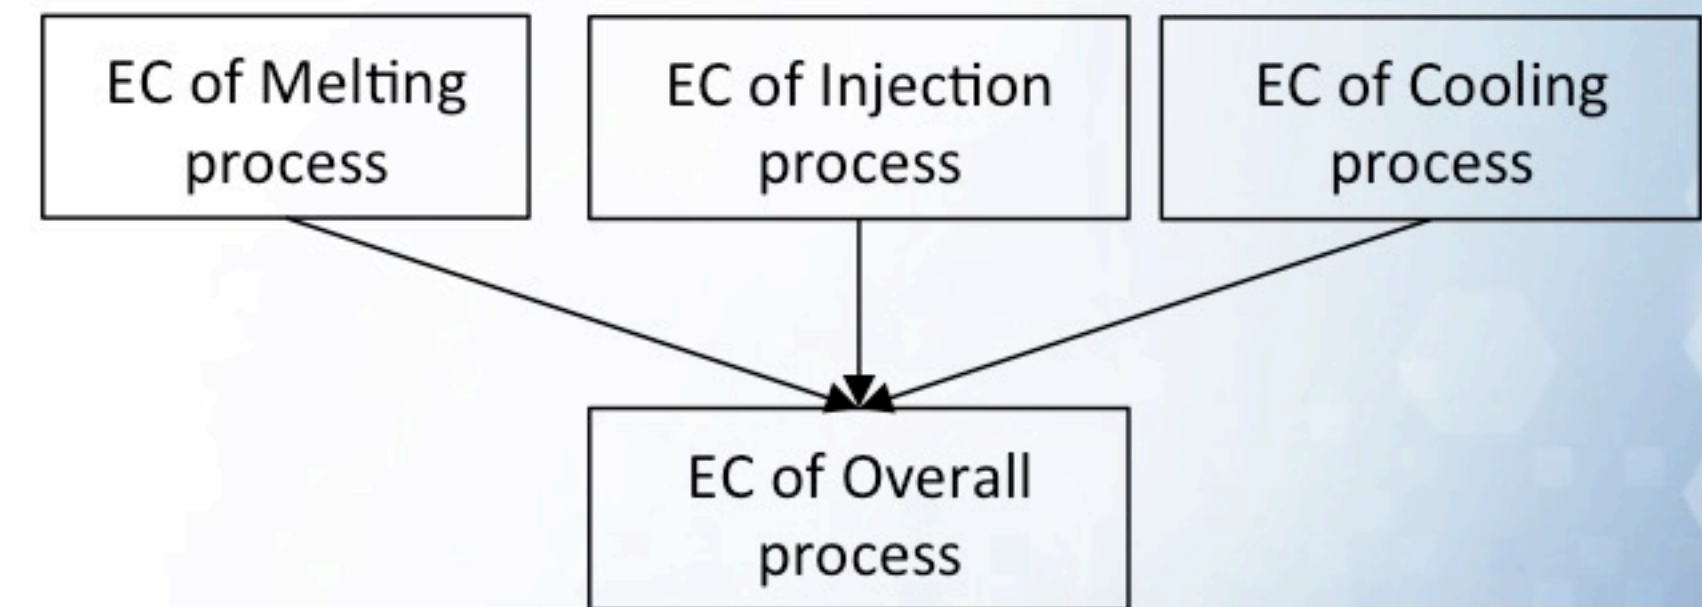 EC of Melting
process
EC of Injection
process
EC of Cooling
process
EC of Overall
process